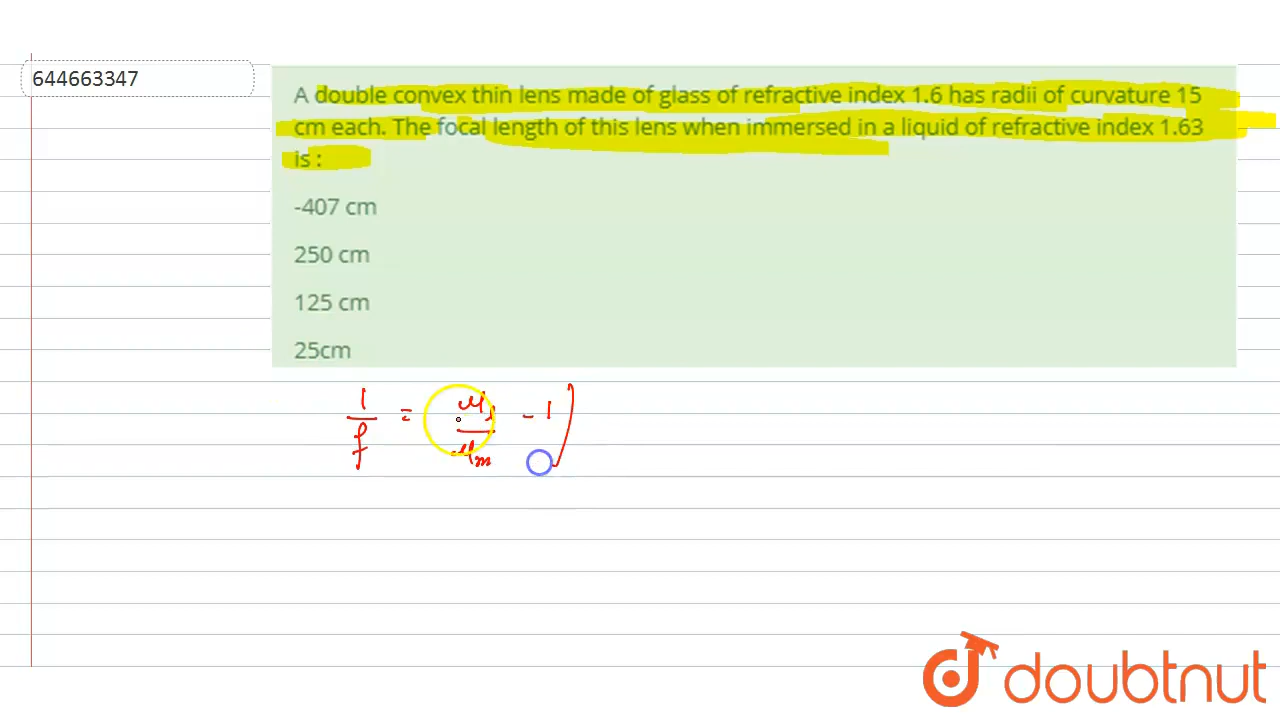 644663347
A double convex thin lens made of glass of refractive index 1.6 has radii of curvature 15
cm each. The focal length of this lens when immersed in a liquid of refractive index 1.63
is :
-407 cm
250 cm
125 cm
25cm
1/f = μg/μm - 1)
doubtnut